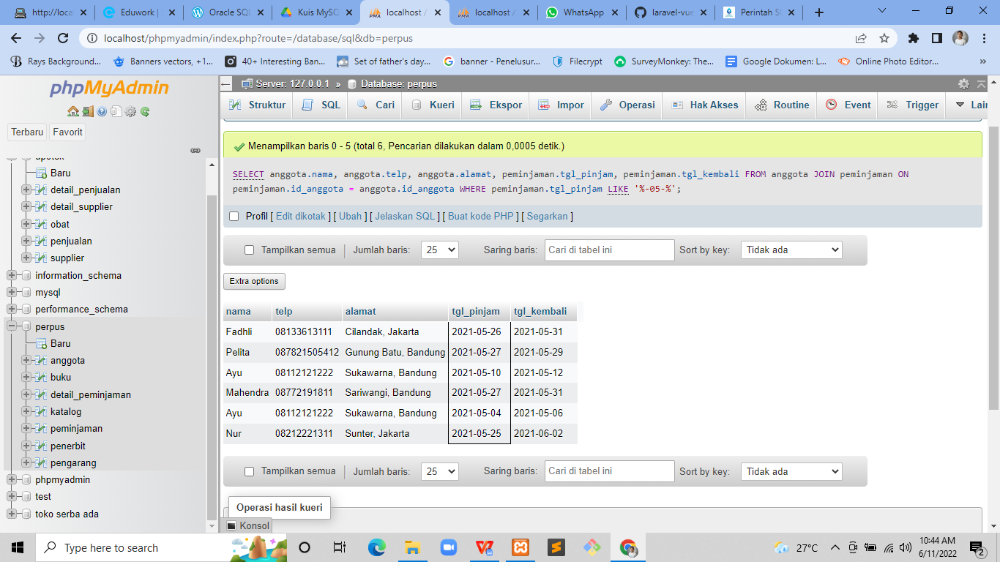 http://loca
Eduwork |
Oracle SQL
Kuis MySQ
localhost /
localhost /
WhatsApp
laravel-vue
Perintah S
localhost/phpmyadmin/index.php?route=/database/sql&db=perpus
Rays Background...
Banners vectors, +1...
40+ Interesting Ban...
Set of father's day...
banner - Penelusur...
Filecrypt
SurveyMonkey: The...
Google Dokumen: L...
Online Photo Editor...
phpMyAdmin
Terbaru
Favorit
apotek
Baru
detail_penjualan
detail_supplier
obat
penjualan
supplier
information_schema
mysql
performance_schema
perpus
Baru
anggota
buku
detail_peminjaman
katalog
peminjaman
penerbit
pengarang
phpmyadmin
test
toko serba ada
Server: 127.0.0.1 » Database: perpus
Struktur SQL Cari Kueri Ekspor Impor Operasi Hak Akses Routine Event Trigger Lain
Menampilkan baris 0 - 5 (total 6, Pencarian dilakukan dalam 0,0005 detik.)
SELECT anggota.nama, anggota.telp, anggota.alamat, peminjaman.tgl_pinjam, peminjaman.tgl_kembali FROM anggota JOIN peminjaman ON
peminjaman.id_anggota = anggota.id_anggota WHERE peminjaman.tgl_pinjam LIKE '%-05-%';
Profil [ Edit dikotak ] [ Ubah ] [ Jelaskan SQL ] [ Buat kode PHP ] [ Segarkan ]
Tampilkan semua | Jumlah baris: 25 Saring baris: Cari di tabel ini Sort by key: Tidak ada
Extra options
nama telp alamat tgl_pinjam tgl_kembali
Fadhli 08133613111 Cilandak, Jakarta 2021-05-26 2021-05-31
Pelita 087821505412 Gunung Batu, Bandung 2021-05-27 2021-05-29
Ayu 08112121222 Sukawarna, Bandung 2021-05-10 2021-05-12
Mahendra 08772191811 Sariwangi, Bandung 2021-05-27 2021-05-31
Ayu 08112121222 Sukawarna, Bandung 2021-05-04 2021-05-06
Nur 08212221311 Sunter, Jakarta 2021-05-25 2021-06-02
Tampilkan semua | Jumlah baris: 25 Saring baris: Cari di tabel ini Sort by key: Tidak ada
Operasi hasil kueri
Konsol
Type here to search
27°C
10:44 AM
6/11/2022
2